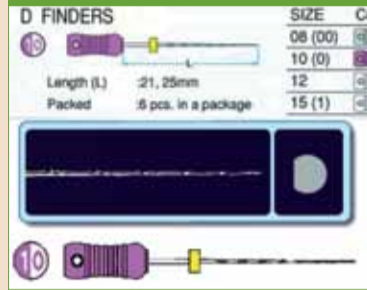 D FINDERS
SIZE
08 (00)
10 (0)
12
15 (1)
10
L
Length (L) :21, 25mm
Packed :6 pcs. in a package
10